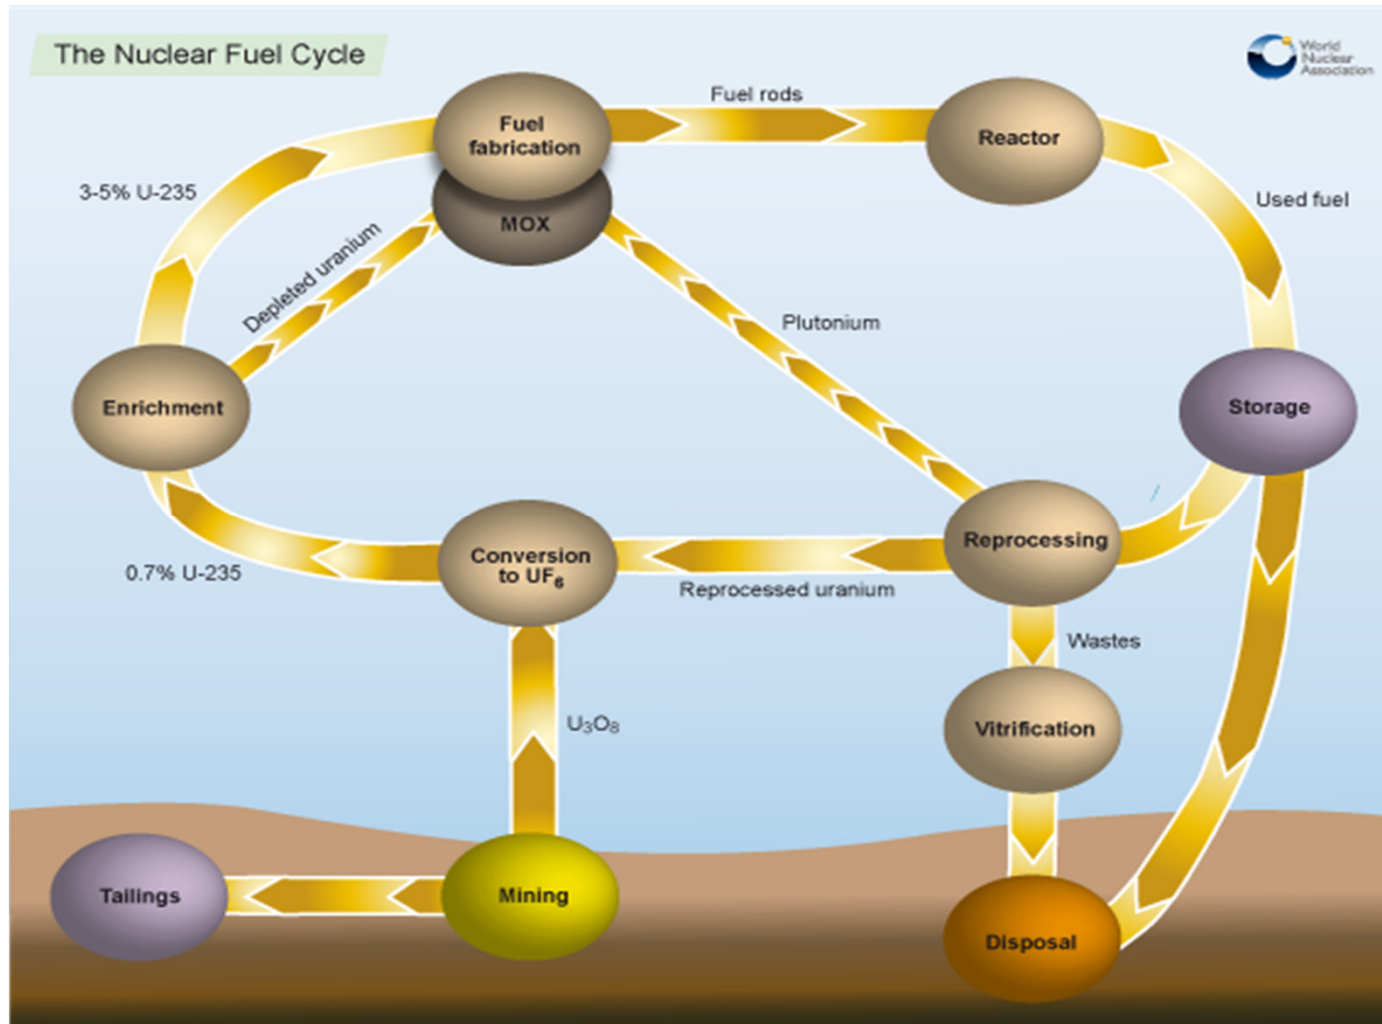 The Nuclear Fuel Cycle
World
Nuclear
Association
Fuel rods
Fuel
fabrication
Reactor
3-5% U-235
Used fuel
MOX
Depleted uranium
Plutonium
Enrichment
Storage
Reprocessing
Conversion
to UF₆
0.7% U-235
Reprocessed uranium
Wastes
U₃O₈
Vitrification
Tailings
Mining
Disposal